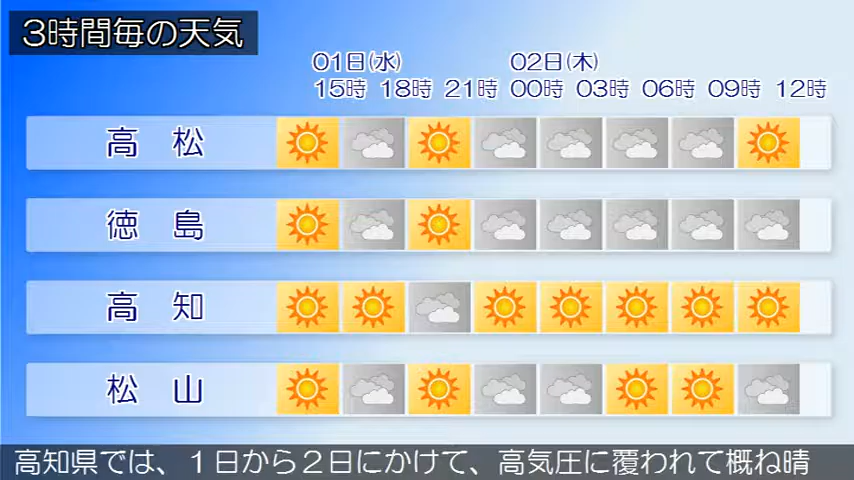 3時間毎の天気
01日(水) 02日(木)
15時 18時 21時 00時 03時 06時 09時 12時
高松
徳島
高知
松山
高知県では、１日から２日にかけて、高気圧に覆われて概ね晴